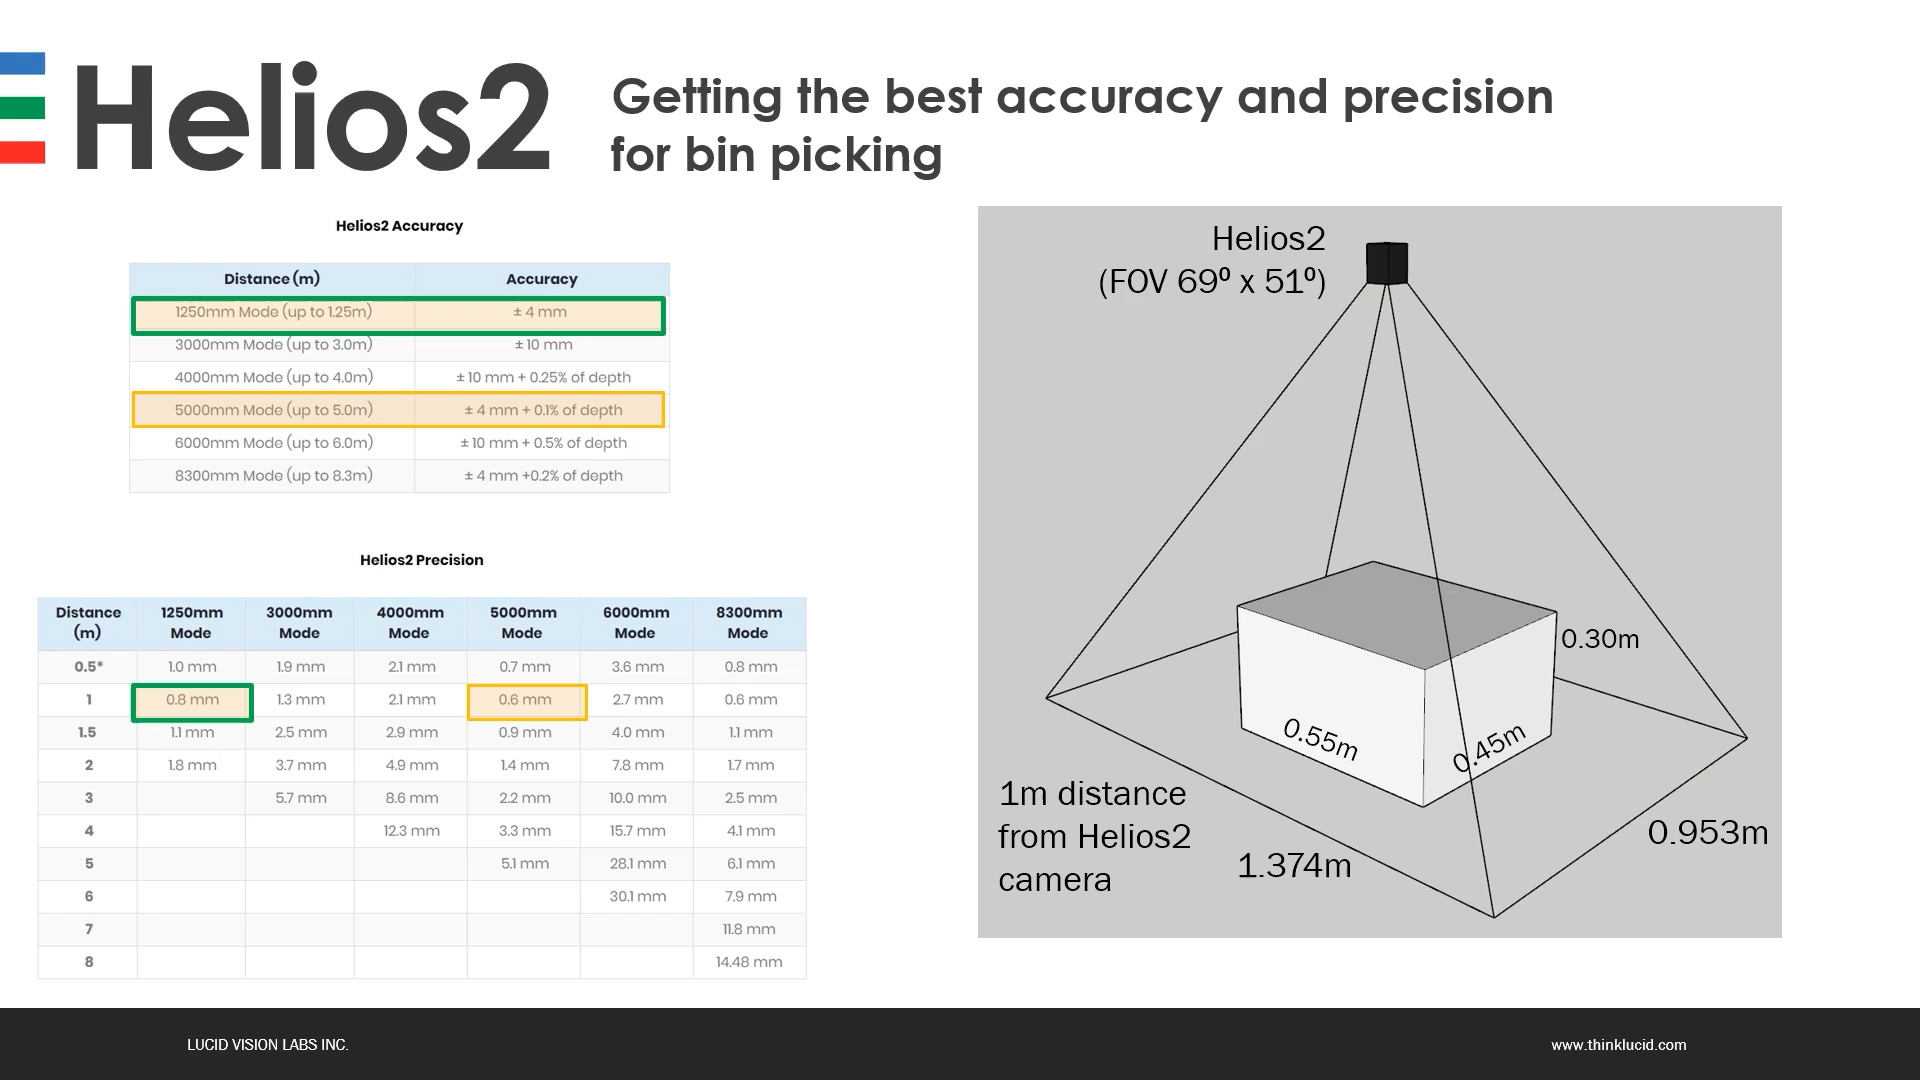 Helios2
Getting the best accuracy and precision
for bin picking
Helios2 Accuracy
Distance (m) Accuracy
1250mm Mode (up to 1.25m) ± 4 mm
3000mm Mode (up to 3.0m) ± 10 mm
4000mm Mode (up to 4.0m) ± 10 mm + 0.25% of depth
5000mm Mode (up to 5.0m) ± 4 mm + 0.1% of depth
6000mm Mode (up to 6.0m) ± 10 mm + 0.5% of depth
8300mm Mode (up to 8.3m) ± 4 mm +0.2% of depth
Helios2 Precision
Distance (m) 1250mm Mode 3000mm Mode 4000mm Mode 5000mm Mode 6000mm Mode 8300mm Mode
0.5* 1.0 mm 1.9 mm 2.1 mm 0.7 mm 3.6 mm 0.8 mm
1 0.8 mm 1.3 mm 2.1 mm 0.6 mm 2.7 mm 0.6 mm
1.5 1.1 mm 2.5 mm 2.9 mm 0.9 mm 4.0 mm 1.1 mm
2 1.8 mm 3.7 mm 4.9 mm 1.4 mm 7.8 mm 1.7 mm
3 5.7 mm 8.6 mm 2.2 mm 10.0 mm 2.5 mm
4 12.3 mm 3.3 mm 15.7 mm 4.1 mm
5 5.1 mm 28.1 mm 6.1 mm
6 30.1 mm 7.9 mm
7 11.8 mm
8 14.48 mm
Helios2
(FOV 69⁰ x 51⁰)
0.30m
0.55m
0.45m
1m distance
from Helios2
camera
1.374m
0.953m
LUCID VISION LABS INC.
www.thinklucid.com